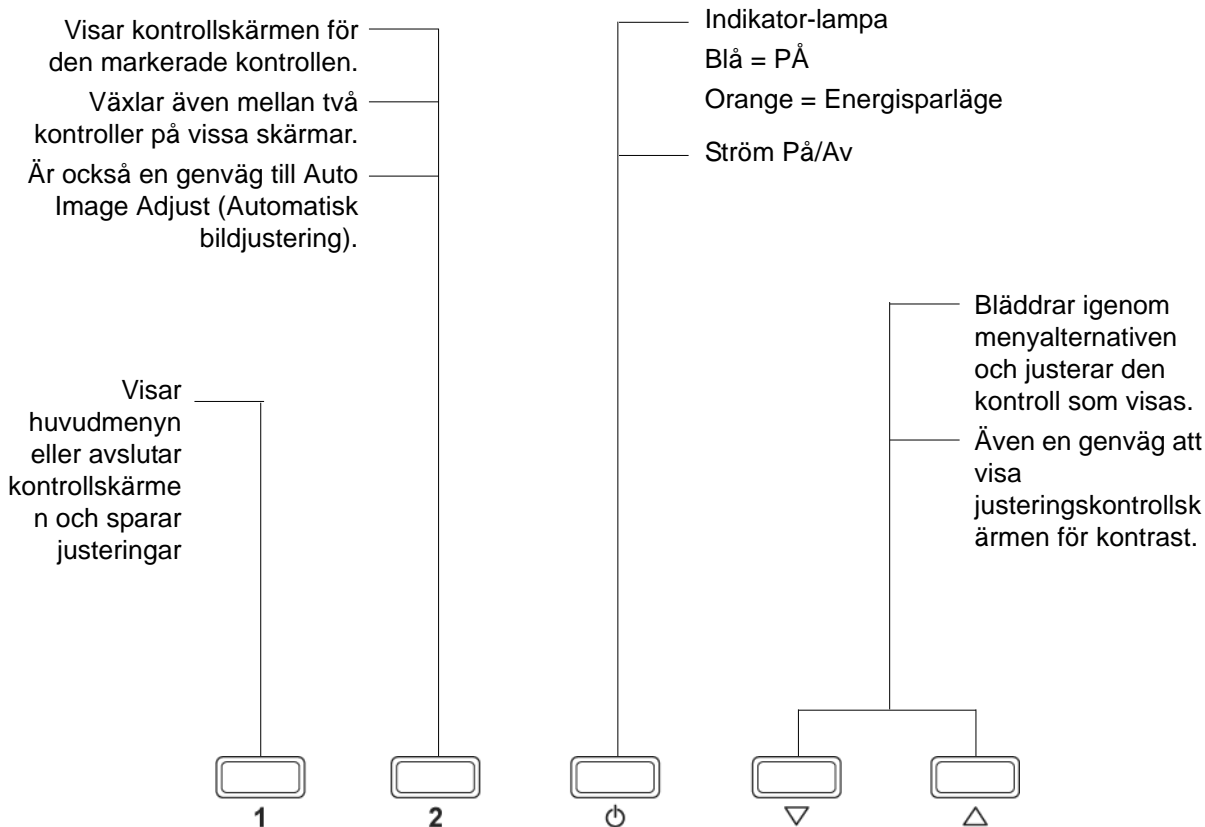 Visar kontrollskärmen för
den markerade kontrollen.
Växlar även mellan två
kontroller på vissa skärmar.
Är också en genväg till Auto
Image Adjust (Automatisk
bildjustering).
Indikator-lampa
Blå = PÅ
Orange = Energisparläge
Ström På/Av
Visar
huvudmenyn
eller avslutar
kontrollskärme
n och sparar
justeringar
Bläddrar igenom
menyalternativen
och justerar den
kontroll som visas.
Även en genväg att
visa
justeringskontrollsk
ärmen för kontrast.
1
2